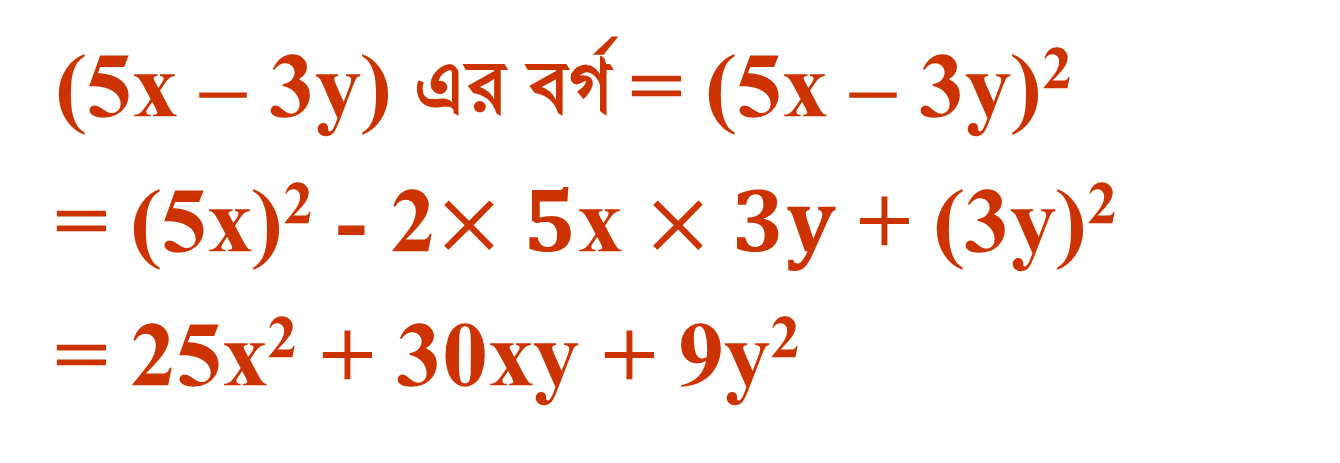 (5x – 3y) এর বর্গ = (5x – 3y)²
= (5x)² - 2× 5x × 3y + (3y)²
= 25x² + 30xy + 9y²